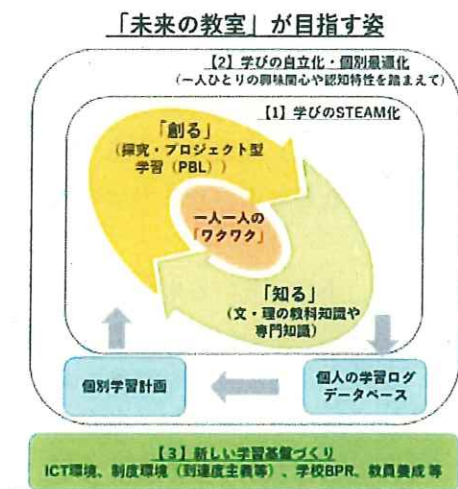 「未来の教室」が目指す姿
【2】学びの自立化・個別最適化
(一人ひとりの興味関心や認知特性を踏まえて)
【1】学びのSTEAM化
「創る」
(探究・プロジェクト型
学習(PBL))
一人一人の
「ワクワク」
「知る」
(文・理の教科知識や
専門知識)
個別学習計画
個人の学習ログ
データベース
【3】新しい学習基盤づくり
ICT環境、制度環境(到達度主義等)、学校BPR、教員養成 等